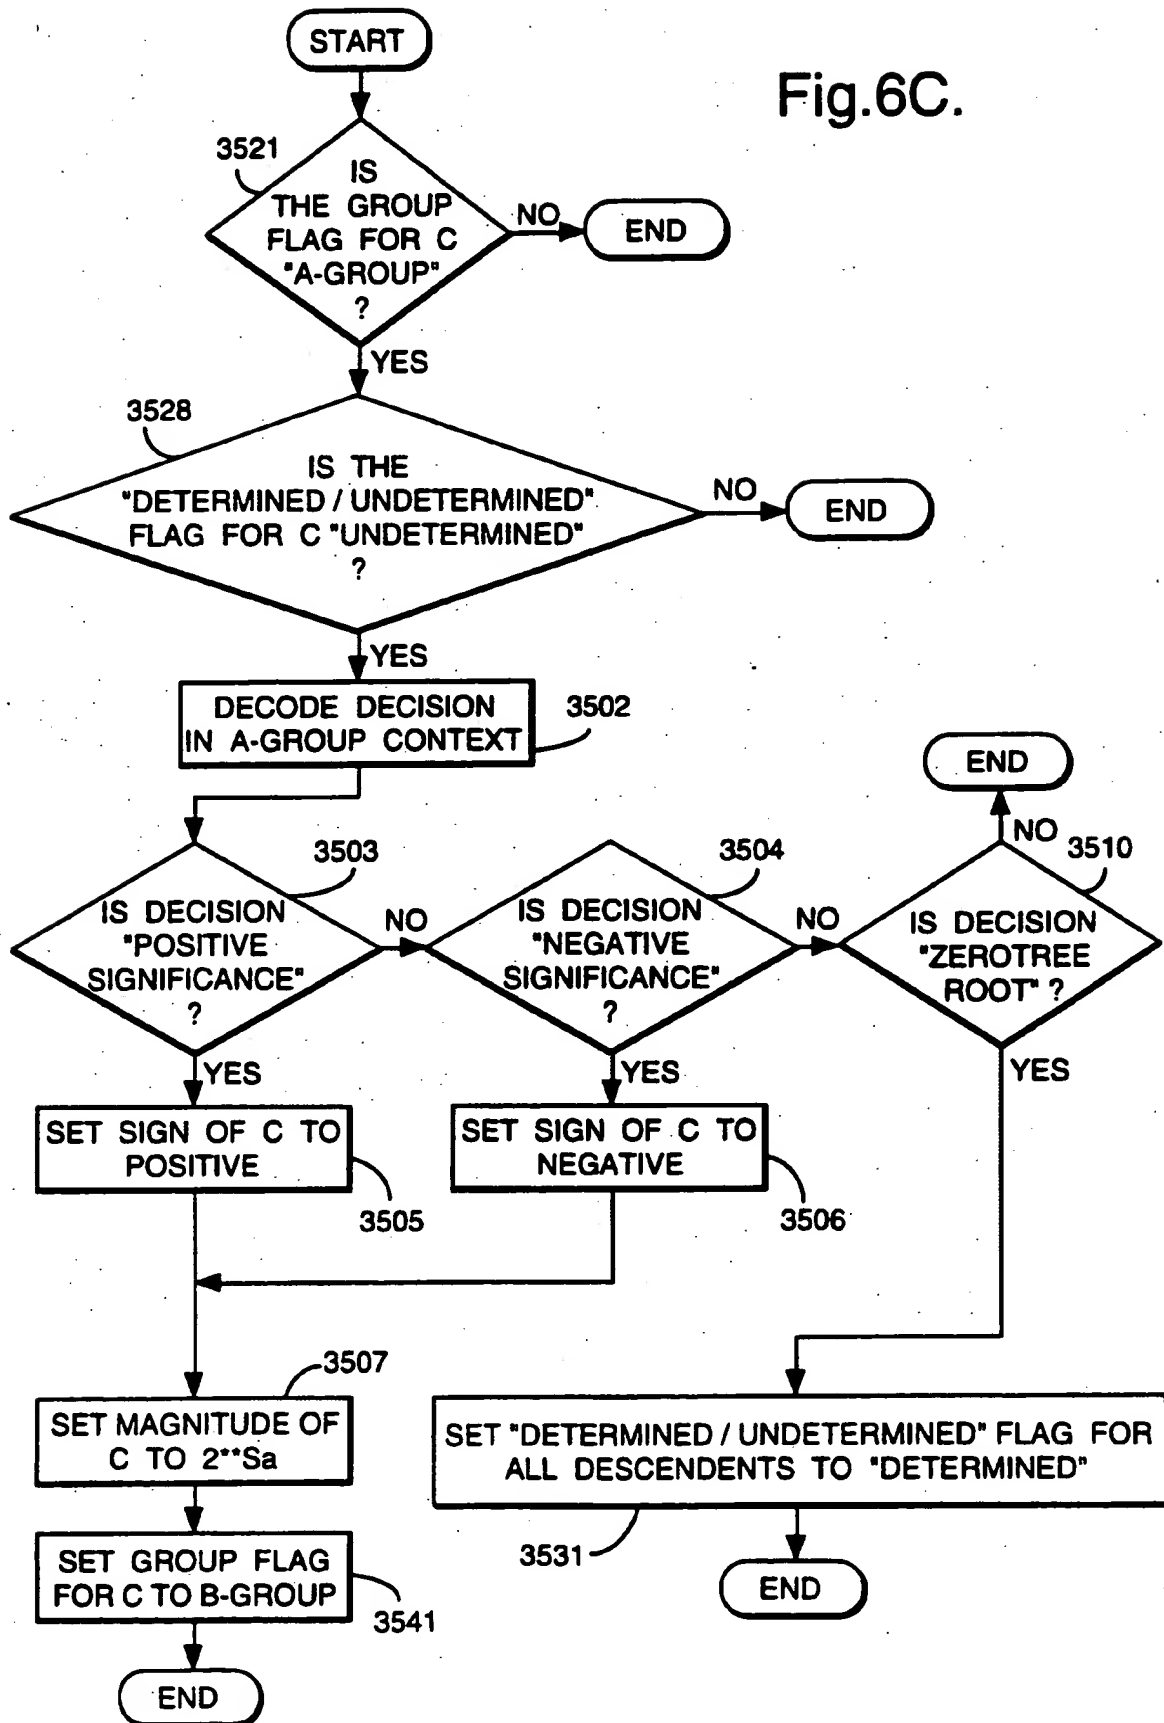 START
Fig.6C.
3521
IS
THE GROUP
FLAG FOR C
"A-GROUP"
?
NO
END
YES
3528
IS THE
"DETERMINED / UNDETERMINED"
FLAG FOR C "UNDETERMINED"
?
NO
END
YES
DECODE DECISION
IN A-GROUP CONTEXT
3502
END
NO
3503
IS DECISION
"POSITIVE
SIGNIFICANCE"
?
NO
3504
IS DECISION
"NEGATIVE
SIGNIFICANCE"
?
NO
3510
IS DECISION
"ZEROTREE
ROOT" ?
YES
YES
YES
SET SIGN OF C TO
POSITIVE
3505
SET SIGN OF C TO
NEGATIVE
3506
3507
SET MAGNITUDE OF
C TO 2**Sa
SET "DETERMINED / UNDETERMINED" FLAG FOR
ALL DESCENDENTS TO "DETERMINED"
3531
END
SET GROUP FLAG
FOR C TO B-GROUP
3541
END